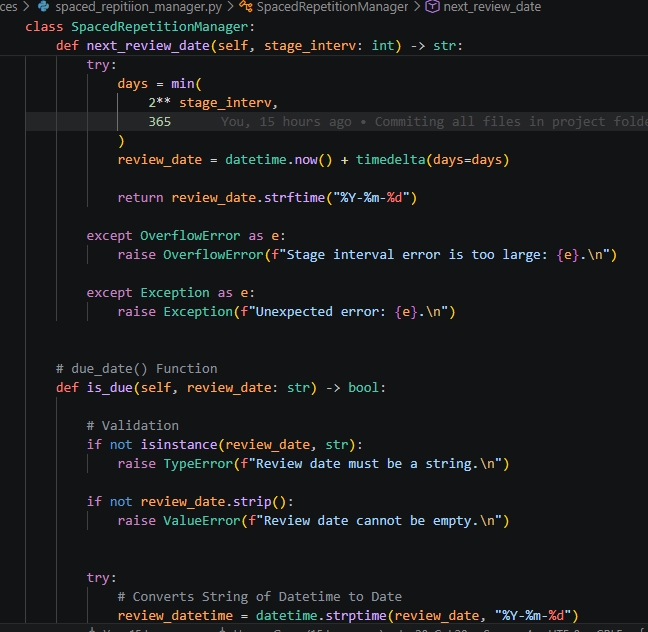 ces > spaced_repitiion_manager.py > SpacedRepetitionManager > next_review_date
class SpacedRepetitionManager:
    def next_review_date(self, stage_interv: int) -> str:
        try:
            days = min(
                2** stage_interv,
                365      You, 15 hours ago • Commiting all files in project folde
            )
            review_date = datetime.now() + timedelta(days=days)
            return review_date.strftime("%Y-%m-%d")
        except OverflowError as e:
            raise OverflowError(f"Stage interval error is too large: {e}.\n")
        except Exception as e:
            raise Exception(f"Unexpected error: {e}.\n")
    # due_date() Function
    def is_due(self, review_date: str) -> bool:
        # Validation
        if not isinstance(review_date, str):
            raise TypeError(f"Review date must be a string.\n")
        if not review_date.strip():
            raise ValueError(f"Review date cannot be empty.\n")
        try:
            # Converts String of Datetime to Date
            review_datetime = datetime.strptime(review_date, "%Y-%m-%d")